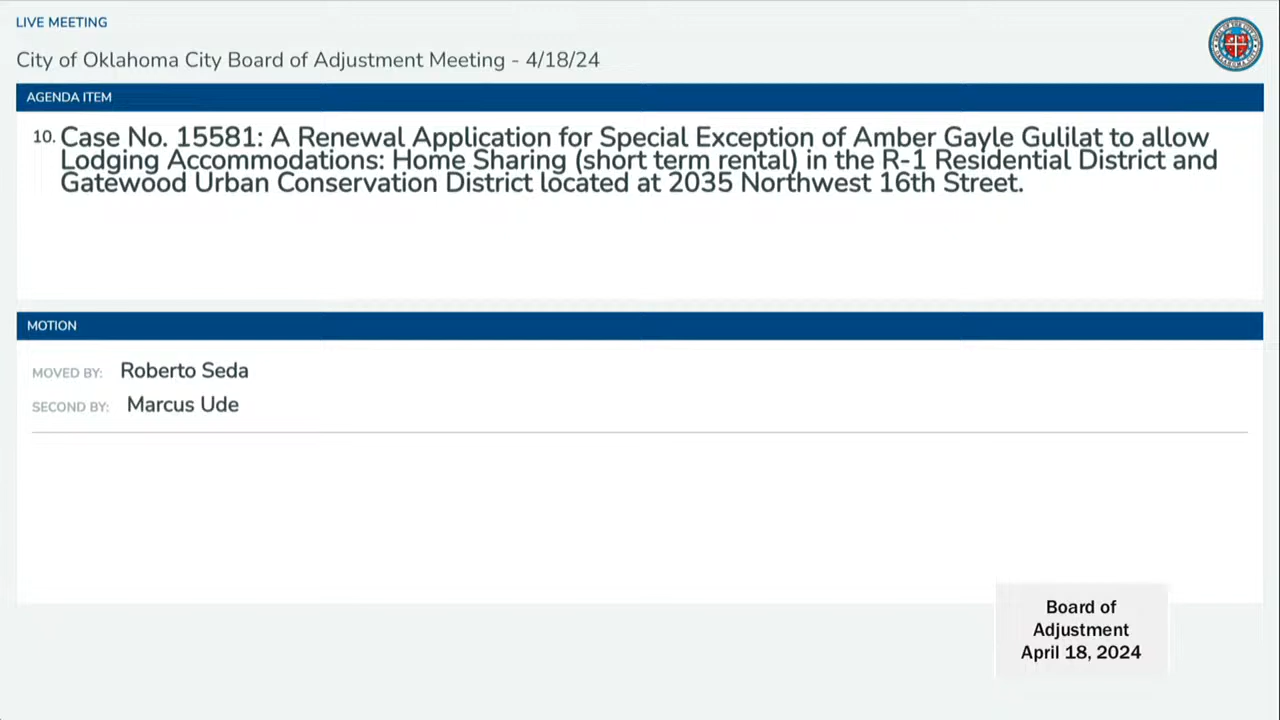 LIVE MEETING
City of Oklahoma City Board of Adjustment Meeting - 4/18/24
AGENDA ITEM
10. Case No. 15581: A Renewal Application for Special Exception of Amber Gayle Gulilat to allow
Lodging Accommodations: Home Sharing (short term rental) in the R-1 Residential District and
Gatewood Urban Conservation District located at 2035 Northwest 16th Street.
MOTION
MOVED BY: Roberto Seda
SECOND BY: Marcus Ude
Board of
Adjustment
April 18, 2024